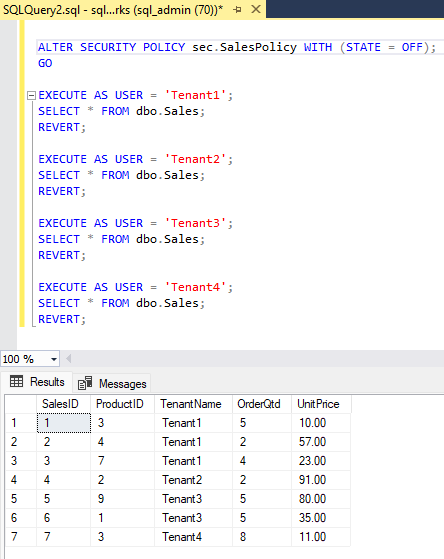 SQLQuery2.sql - sql...rks (sql_admin (70))*
ALTER SECURITY POLICY sec.SalesPolicy WITH (STATE = OFF);
GO
EXECUTE AS USER = 'Tenant1';
SELECT * FROM dbo.Sales;
REVERT;
EXECUTE AS USER = 'Tenant2';
SELECT * FROM dbo.Sales;
REVERT;
EXECUTE AS USER = 'Tenant3';
SELECT * FROM dbo.Sales;
REVERT;
EXECUTE AS USER = 'Tenant4';
SELECT * FROM dbo.Sales;
REVERT;
100 %
Results Messages
SalesID ProductID TenantName OrderQtd UnitPrice
1 1 3 Tenant1 5 10.00
2 2 4 Tenant1 2 57.00
3 3 7 Tenant1 4 23.00
4 4 2 Tenant2 2 91.00
5 5 9 Tenant3 5 80.00
6 6 1 Tenant3 5 35.00
7 7 3 Tenant4 8 11.00